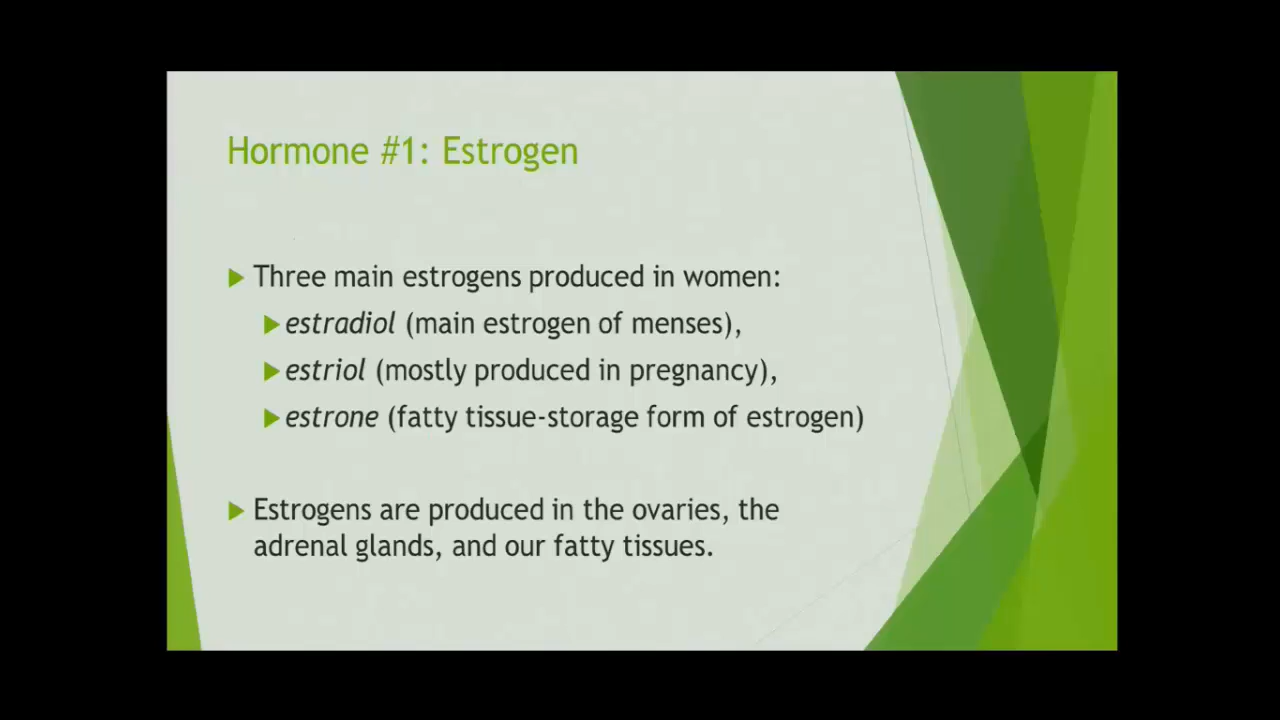 Hormone #1: Estrogen
Three main estrogens produced in women:
estradiol (main estrogen of menses),
estriol (mostly produced in pregnancy),
estrone (fatty tissue-storage form of estrogen)
Estrogens are produced in the ovaries, the
adrenal glands, and our fatty tissues.